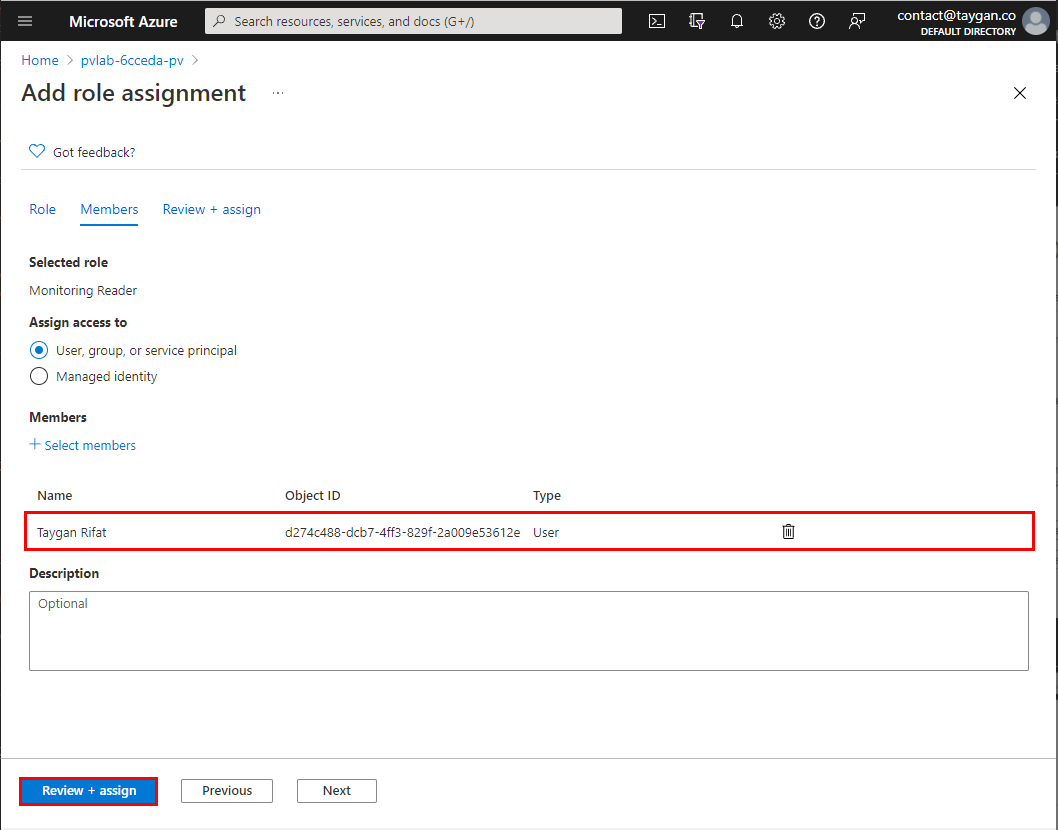 Microsoft Azure
Search resources, services, and docs (G+/)
contact@taygan.co
DEFAULT DIRECTORY
Home > pvlab-6cceda-pv >
Add role assignment ...
Got feedback?
Role Members Review + assign
Selected role
Monitoring Reader
Assign access to
User, group, or service principal
Managed identity
Members
+ Select members
Name Object ID Type
Taygan Rifat d274c488-dcb7-4ff3-829f-2a009e53612e User
Description
Optional
Review + assign Previous Next